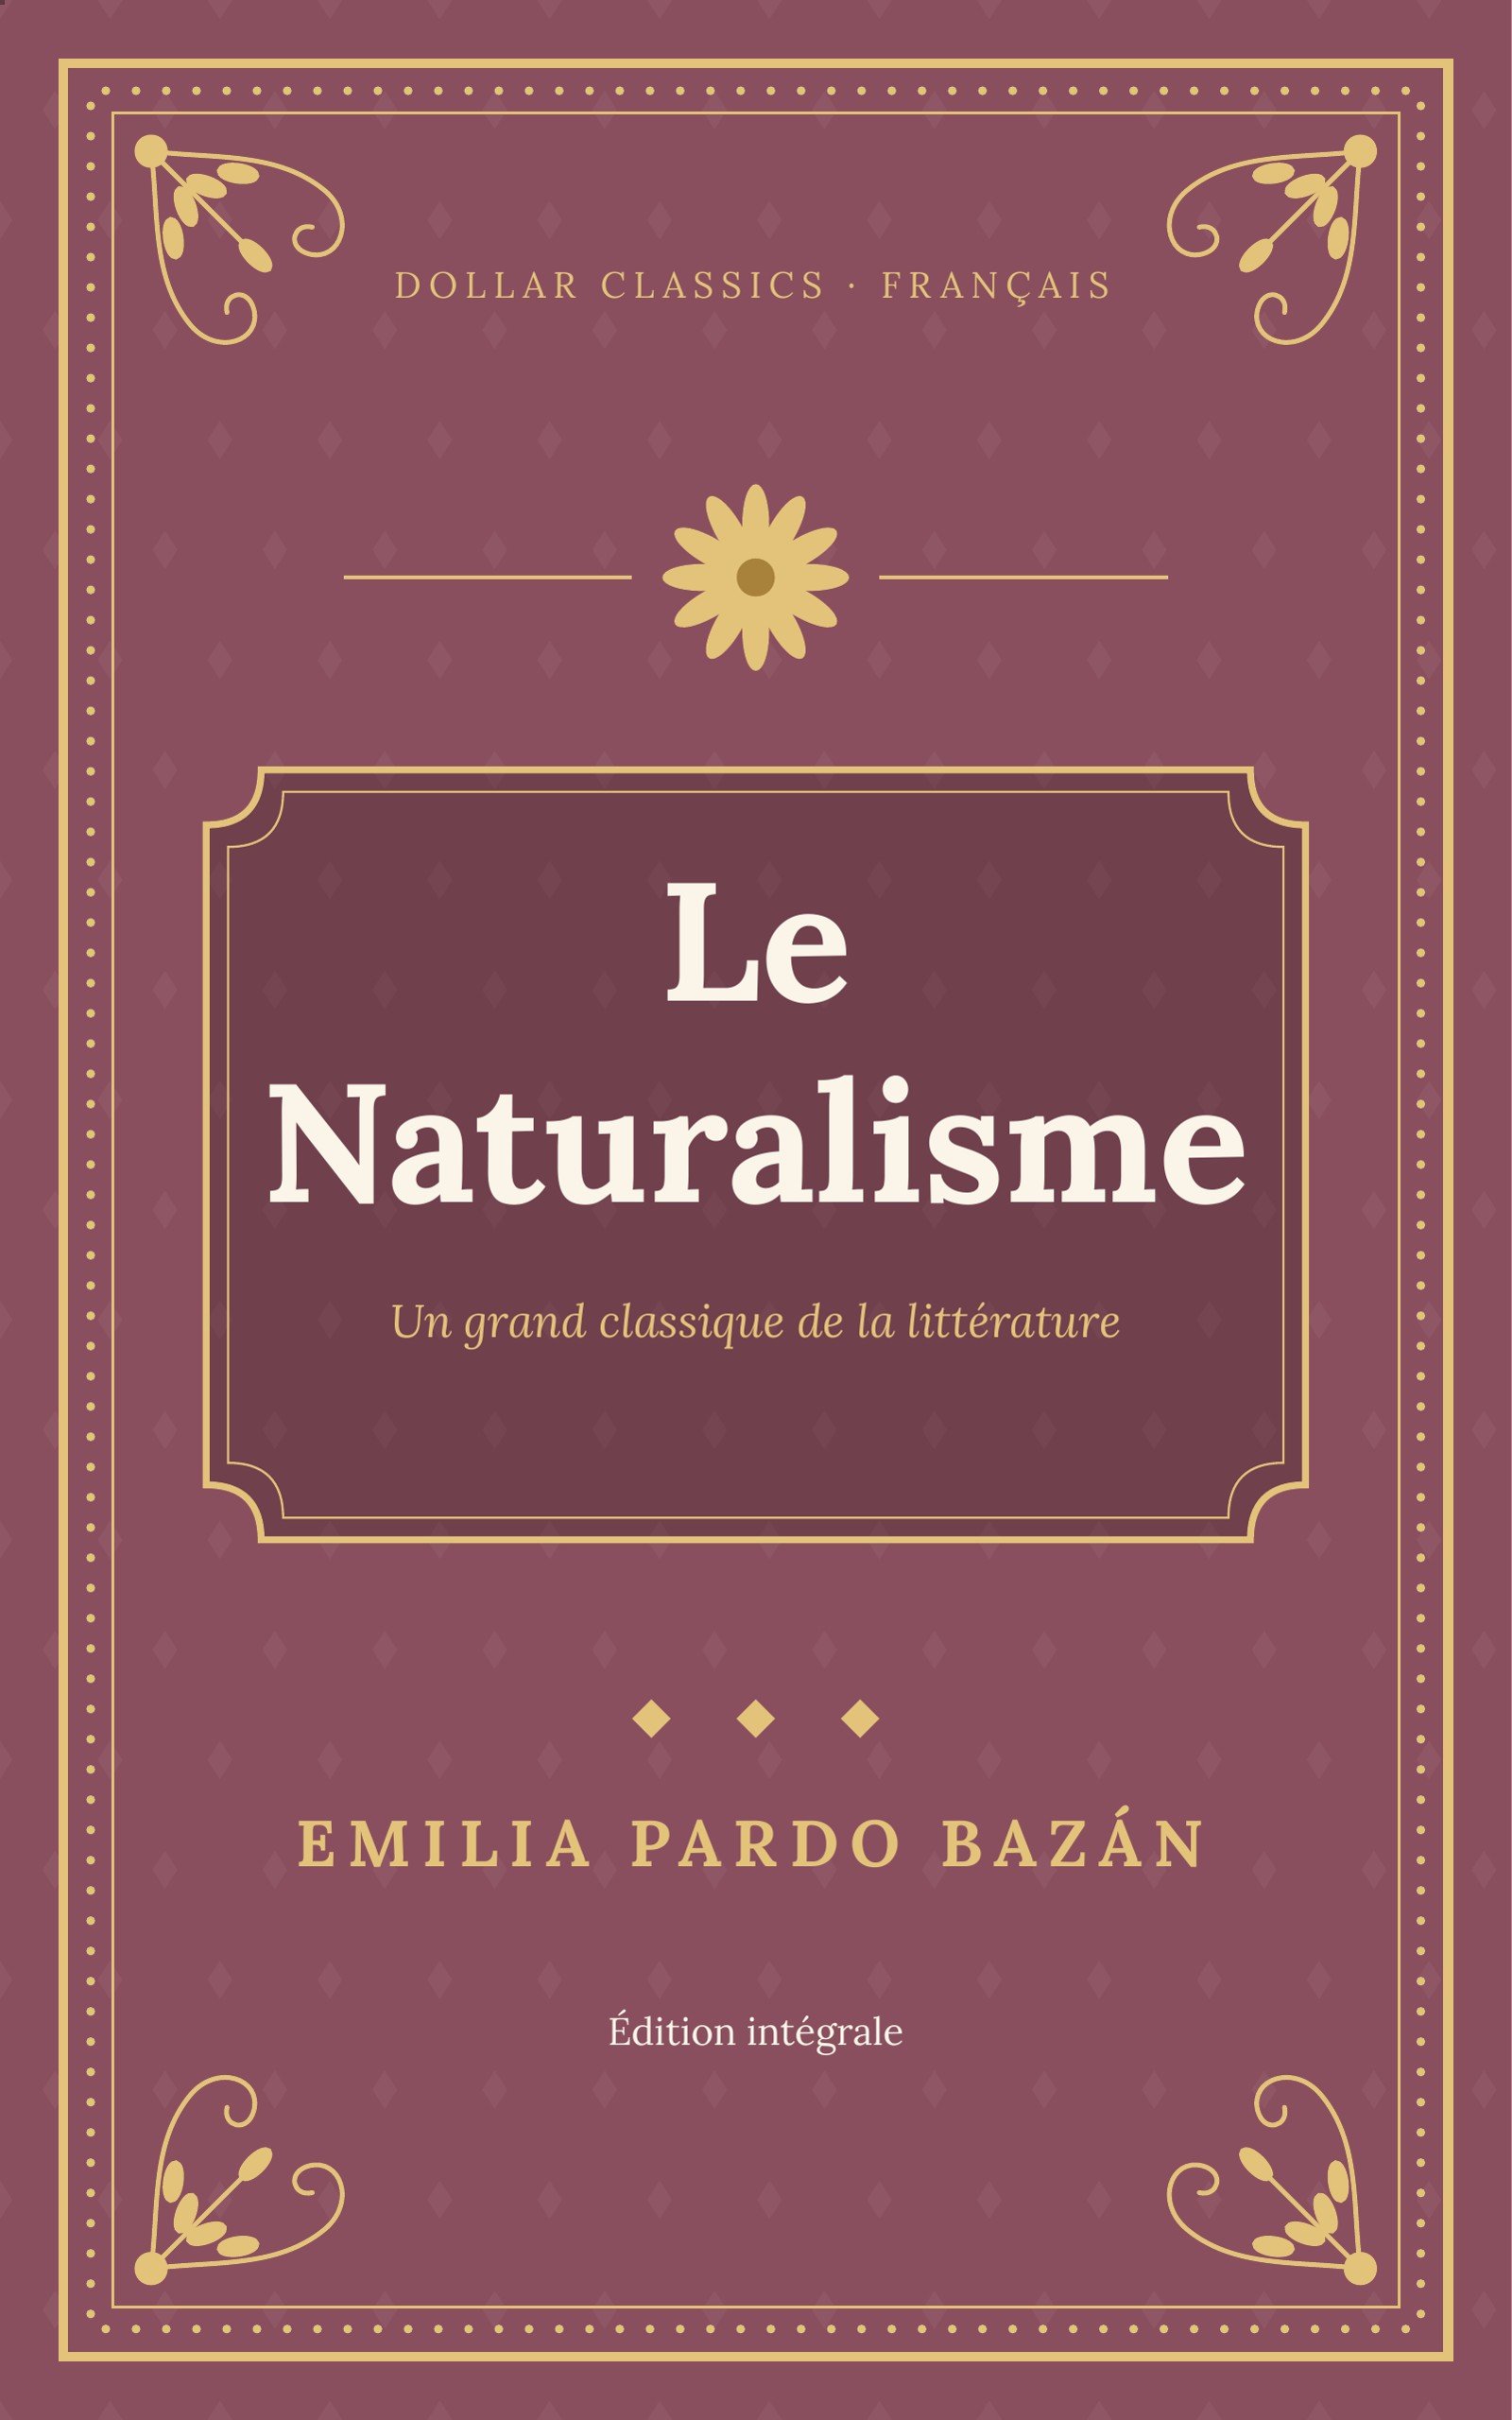 DOLLAR CLASSICS · FRANÇAIS
Le
Naturalisme
Un grand classique de la littérature
EMILIA PARDO BAZÁN
Édition intégrale